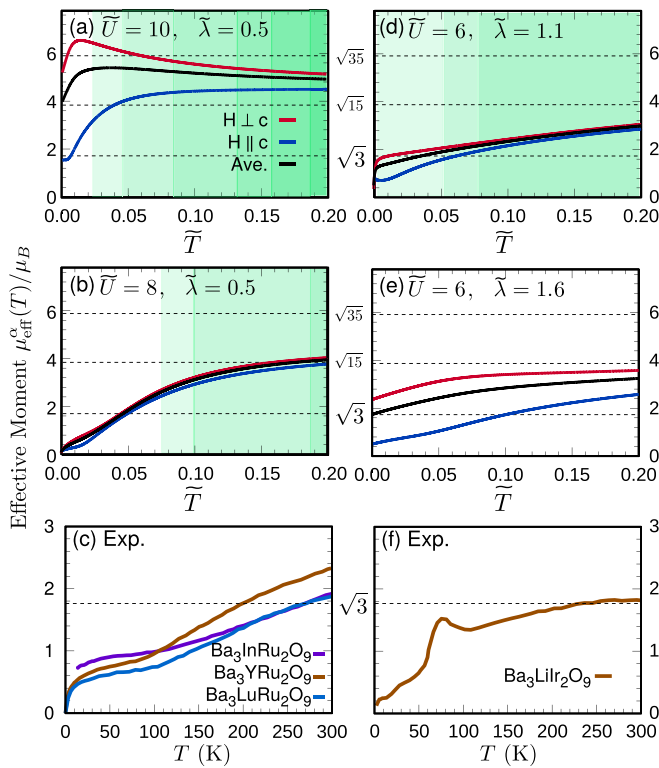 Effective Moment μ^α_eff(T)/μ_B
(a) Ũ = 10, λ̃ = 0.5
6
4
2
0
H ⊥ c
H ∥ c
Ave.
0.00 0.05 0.10 0.15 0.20
T̃
√35
√15
√3
(d) Ũ = 6, λ̃ = 1.1
8
6
4
2
0
0.00 0.05 0.10 0.15 0.20
T̃
(b) Ũ = 8, λ̃ = 0.5
6
4
2
0
0.00 0.05 0.10 0.15 0.20
T̃
√35
√15
√3
(e) Ũ = 6, λ̃ = 1.6
6
4
2
0
0.00 0.05 0.10 0.15 0.20
T̃
(c) Exp.
3
2
1
0
Ba₃InRu₂O₉
Ba₃YRu₂O₉
Ba₃LuRu₂O₉
0 50 100 150 200 250 300
T (K)
√3
(f) Exp.
3
2
1
0
Ba₃LiIr₂O₉
0 50 100 150 200 250 300
T (K)